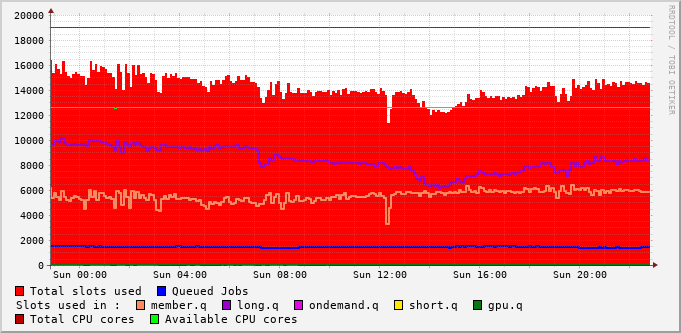 20000
18000
16000
14000
12000
10000
8000
6000
4000
2000
0
Sun 00:00 Sun 04:00 Sun 08:00 Sun 12:00 Sun 16:00 Sun 20:00
RRDTOOL / TOBI OETIKER
Total slots used Queued Jobs
Slots used in : member.q long.q ondemand.q short.q gpu.q
Total CPU cores Available CPU cores